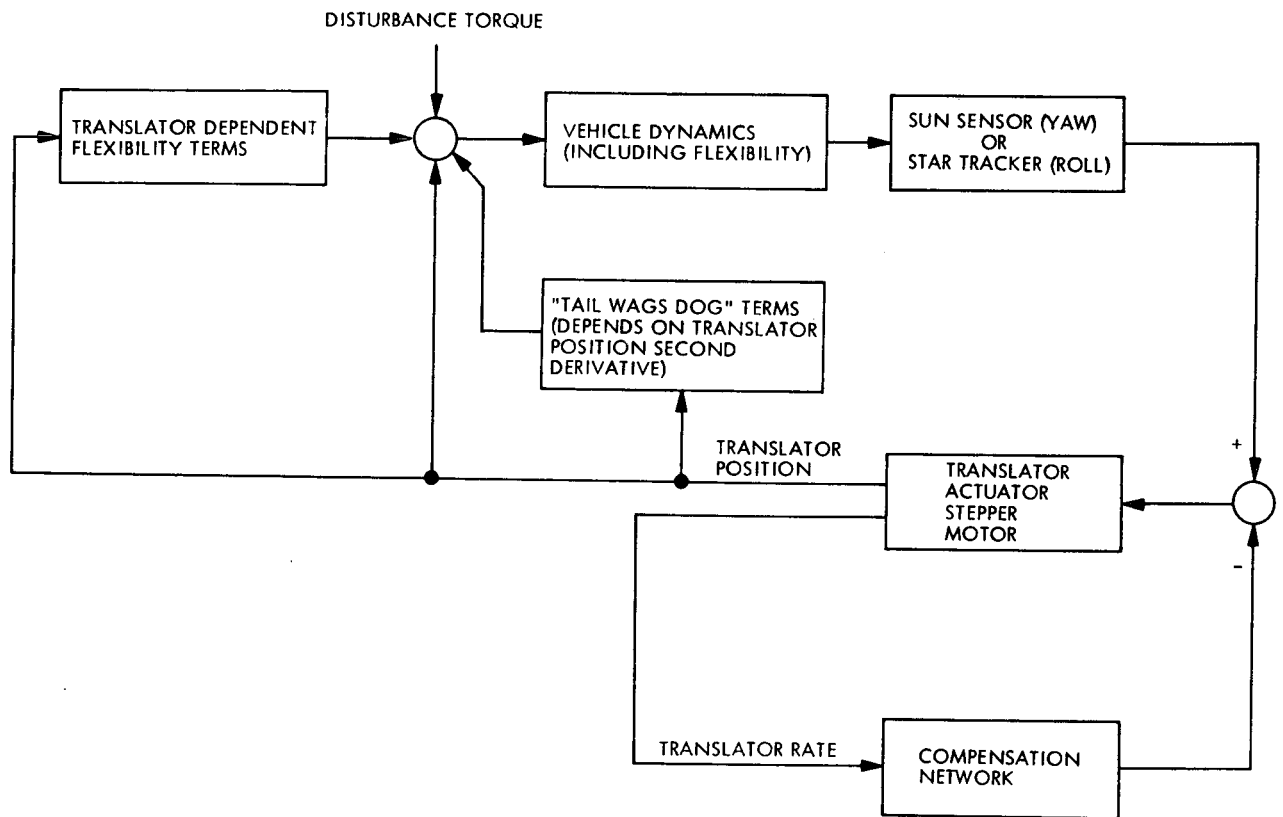 DISTURBANCE TORQUE
TRANSLATOR DEPENDENT
FLEXIBILITY TERMS
VEHICLE DYNAMICS
(INCLUDING FLEXIBILITY)
SUN SENSOR (YAW)
OR
STAR TRACKER (ROLL)
"TAIL WAGS DOG" TERMS
(DEPENDS ON TRANSLATOR
POSITION SECOND
DERIVATIVE)
TRANSLATOR
POSITION
+
TRANSLATOR
ACTUATOR
STEPPER
MOTOR
-
TRANSLATOR RATE
COMPENSATION
NETWORK